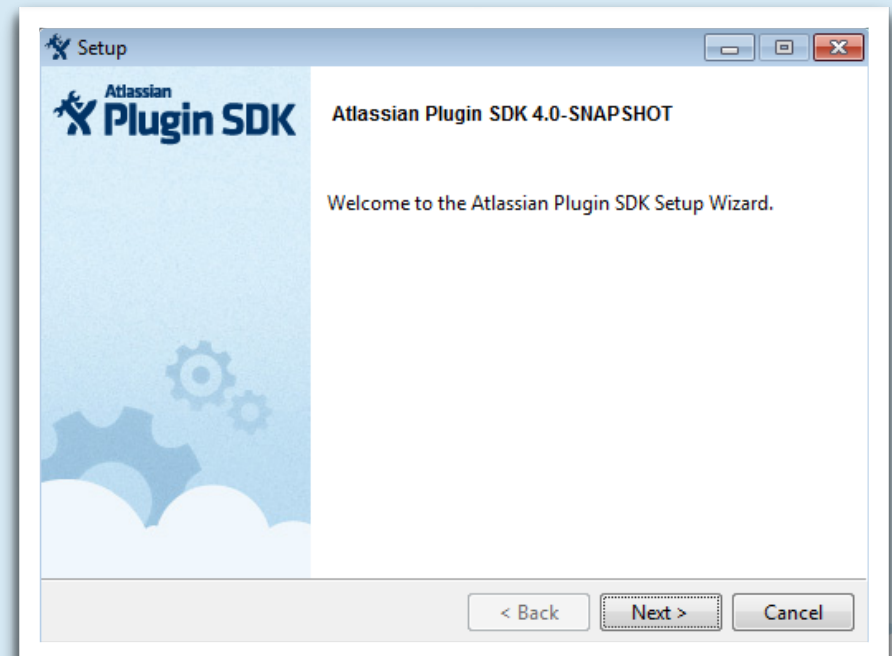 Setup
Atlassian
Plugin SDK
Atlassian Plugin SDK 4.0-SNAPSHOT
Welcome to the Atlassian Plugin SDK Setup Wizard.
< Back
Next >
Cancel